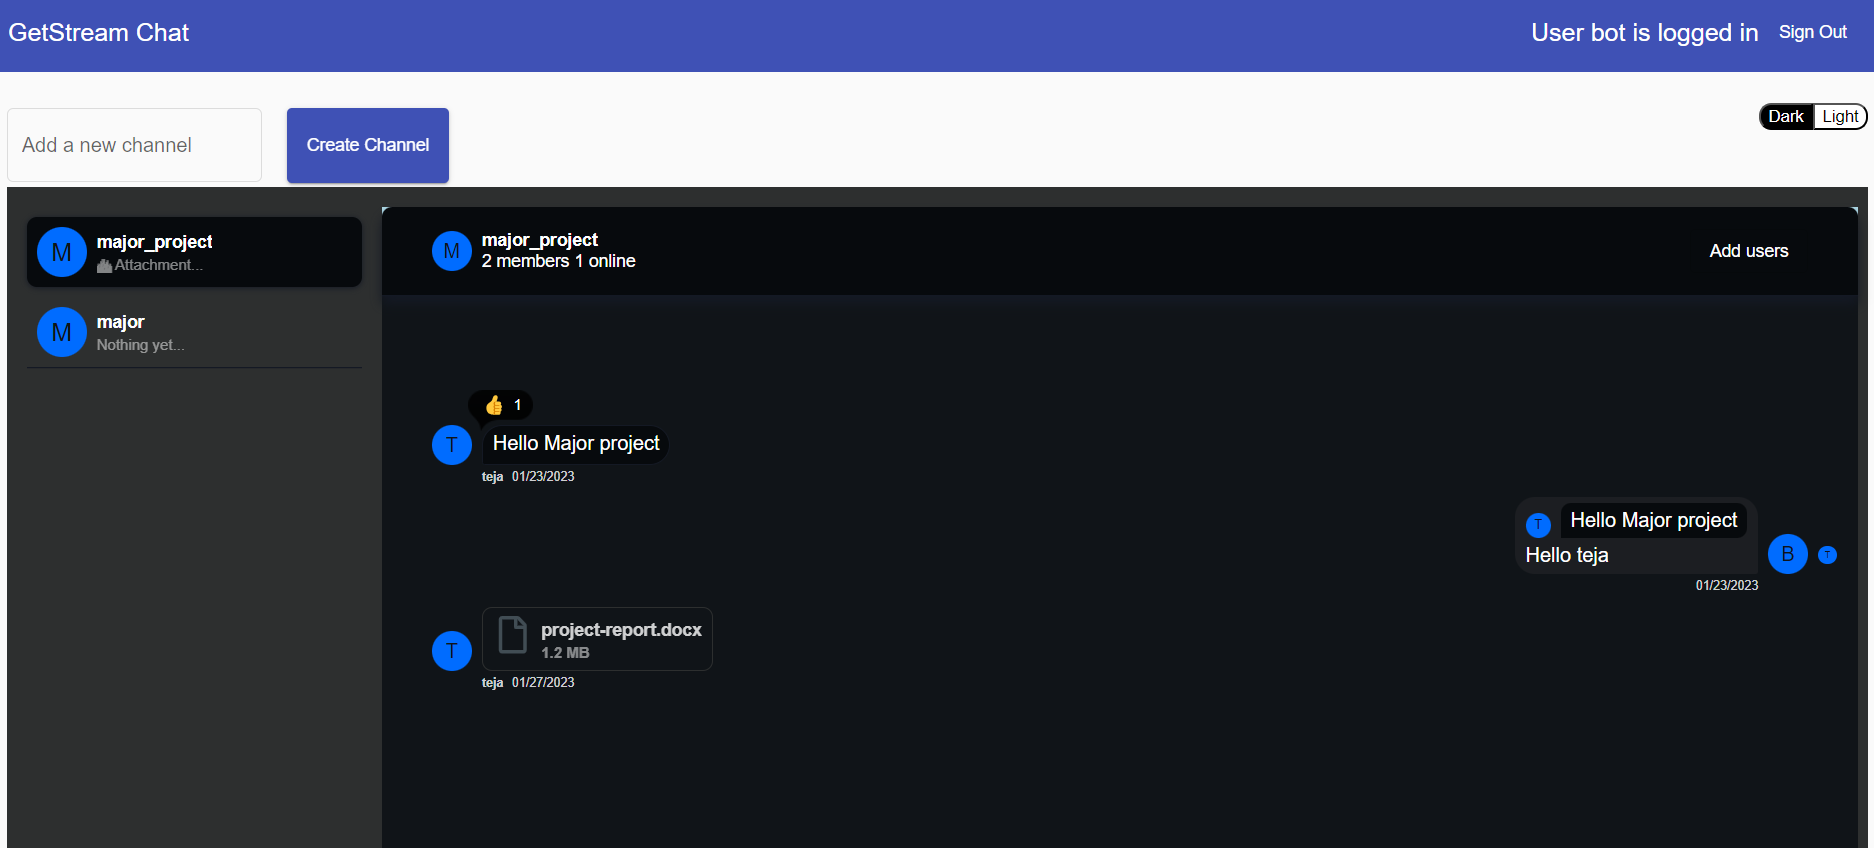 GetStream Chat
User bot is logged in
Sign Out
Add a new channel
Create Channel
Dark
Light
M
major_project
Attachment...
M
major
Nothing yet...
M
major_project
2 members 1 online
Add users
👍 1
T
Hello Major project
teja 01/23/2023
T
Hello Major project
Hello teja
B
T
01/23/2023
T
project-report.docx
1.2 MB
teja 01/27/2023